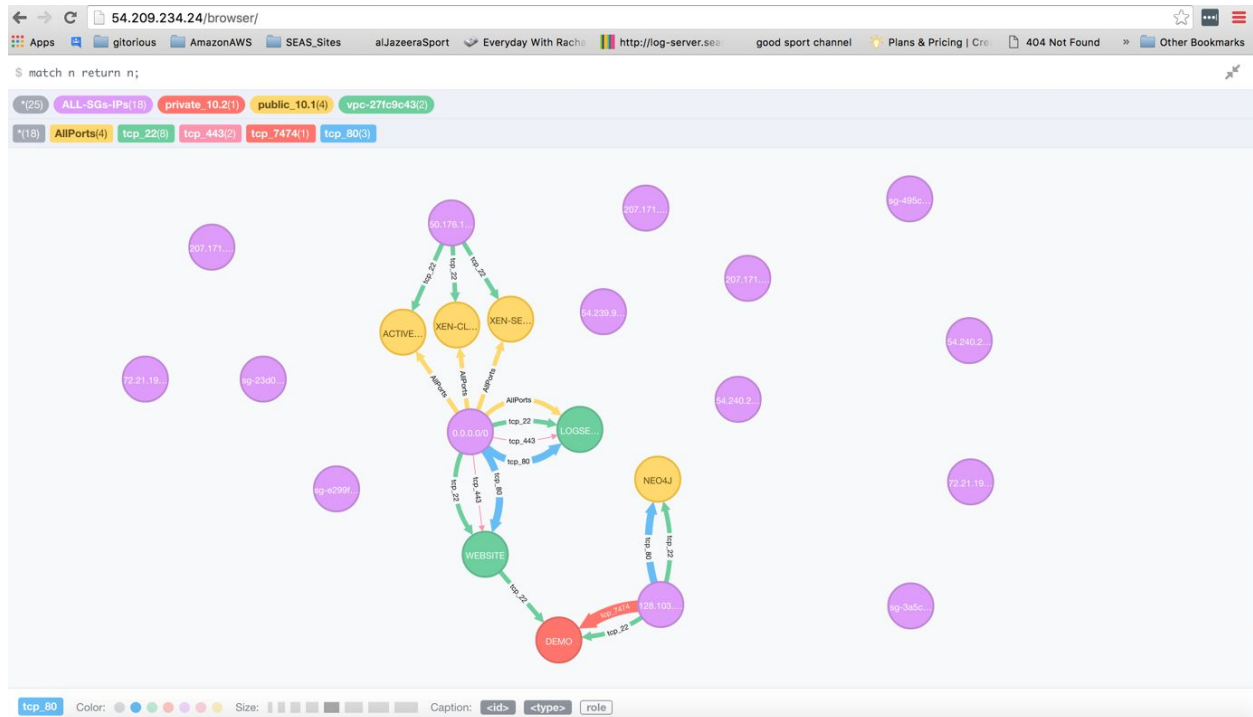 54.209.234.24/browser/
Apps gitorious AmazonAWS SEAS_Sites alJazeeraSport Everyday With Racha http://log-server.sea good sport channel Plans & Pricing | Cre 404 Not Found » Other Bookmarks
$ match n return n;
*(25) ALL-SGs-IPs(18) private_10.2(1) public_10.1(4) vpc-27fc9c43(2)
*(18) AllPorts(4) tcp_22(8) tcp_443(2) tcp_7474(1) tcp_80(3)
sg-495c...
207.171....
50.176.1...
207.171....
207.171....
tcp_22 tcp_22 tcp_22
54.239.9...
ACTIVE... XEN-CL... XEN-SE...
54.240.2...
72.21.19...
sg-23d0...
AllPorts AllPorts AllPorts
54.240.2...
AllPorts
tcp_22
0.0.0.0/0
LOGSE...
tcp_443
tcp_80
sg-e299f...
tcp_22 tcp_443 tcp_80
NEO4J
72.21.19...
WEBSITE
tcp_80 tcp_22
tcp_22
tcp_7474
128.103....
sg-3a5c...
tcp_22
DEMO
tcp_80 Color: Size: Caption: <id> <type> role